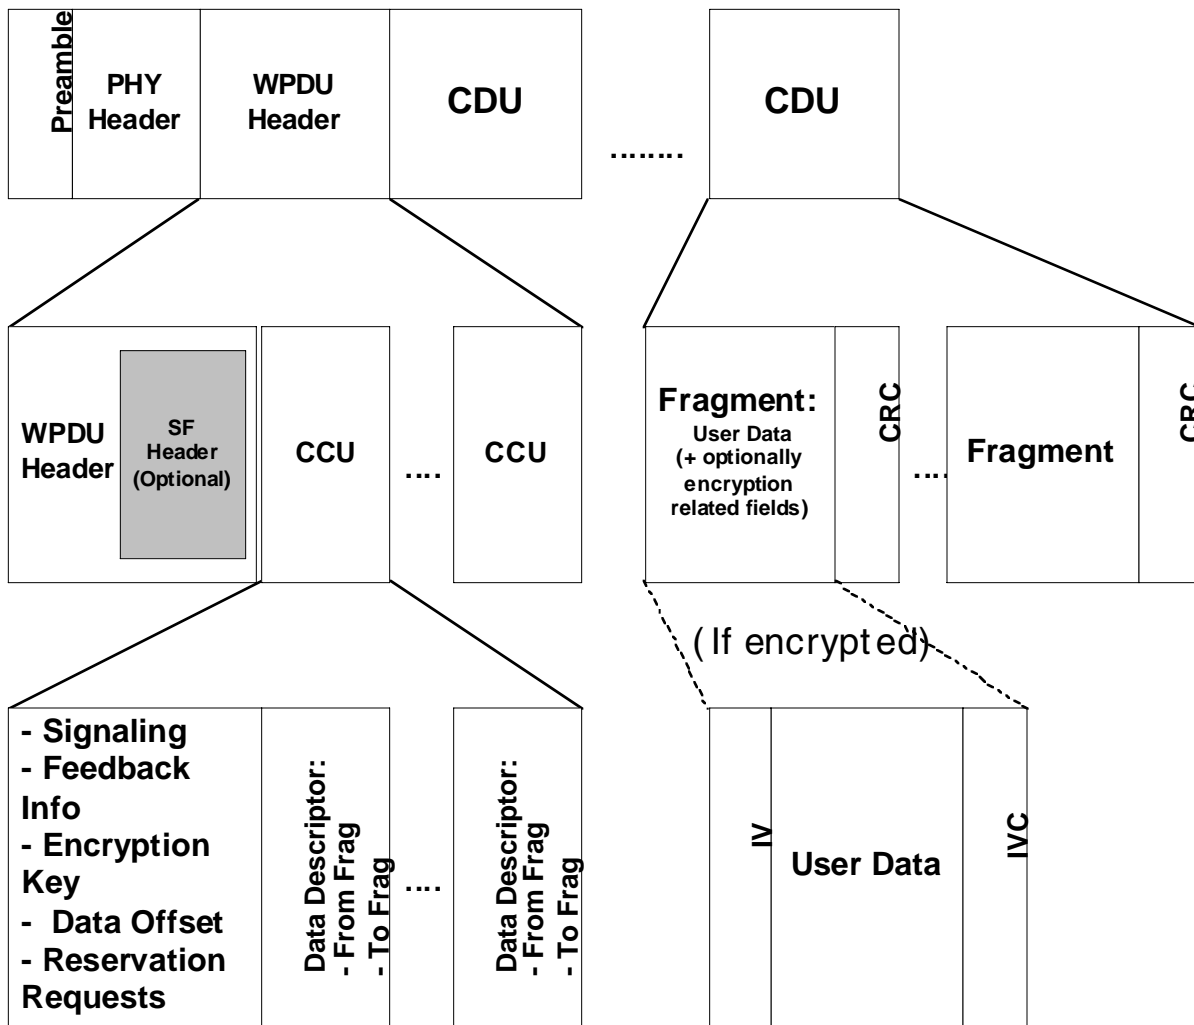 Preamble
PHY
Header
WPDU
Header
CDU
........
CDU
WPDU
Header
SF
Header
(Optional)
CCU
....
CCU
Fragment:
User Data
(+ optionally
encryption
related fields)
CRC
....
Fragment
CRC
(If encrypted)
- Signaling
- Feedback
Info
- Encryption
Key
- Data Offset
- Reservation
Requests
Data Descriptor:
- From Frag
- To Frag
....
Data Descriptor:
- From Frag
- To Frag
IV
User Data
IVC